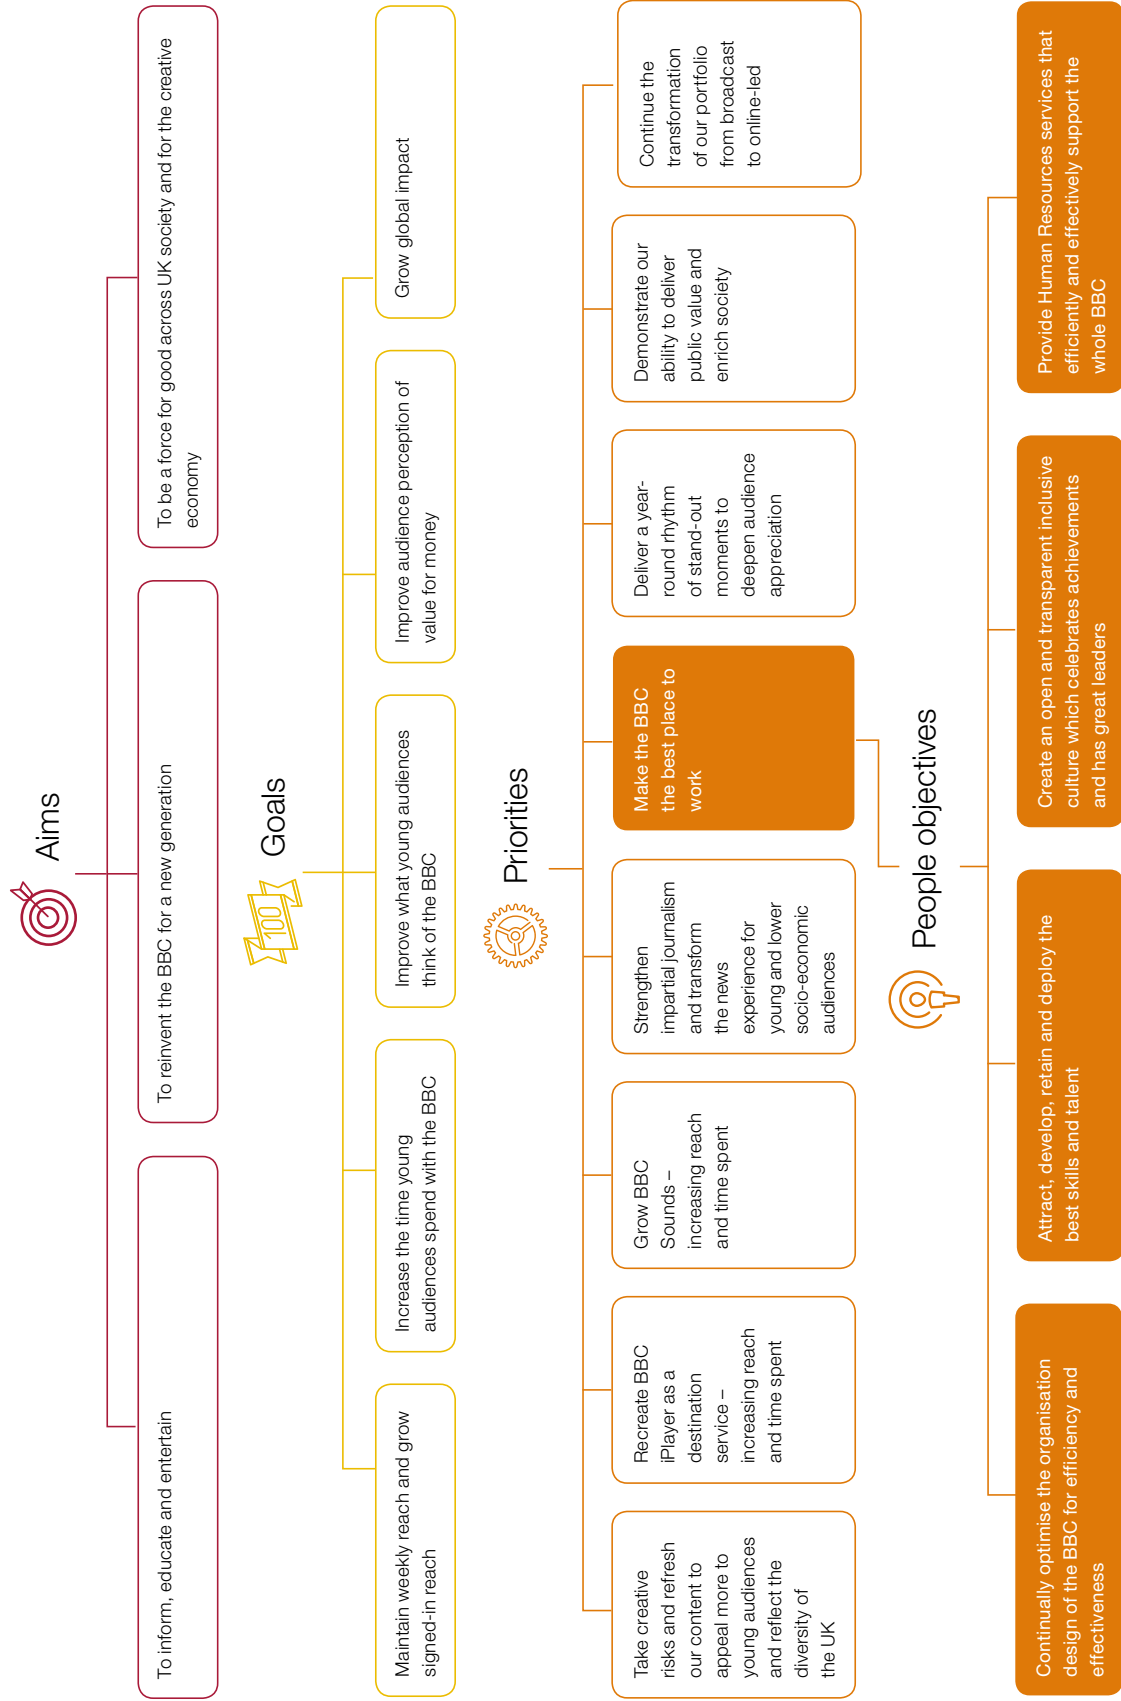 Aims
To inform, educate and entertain
To reinvent the BBC for a new generation
To be a force for good across UK society and for the creative
economy
100
Goals
Maintain weekly reach and grow
signed-in reach
Increase the time young
audiences spend with the BBC
Improve what young audiences
think of the BBC
Improve audience perception of
value for money
Grow global impact
Priorities
Take creative
risks and refresh
our content to
appeal more to
young audiences
and reflect the
diversity of
the UK
Recreate BBC
iPlayer as a
destination
service –
increasing reach
and time spent
Grow BBC
Sounds –
increasing reach
and time spent
Strengthen
impartial journalism
and transform
the news
experience for
young and lower
socio-economic
audiences
Make the BBC
the best place to
work
Deliver a year-
round rhythm
of stand-out
moments to
deepen audience
appreciation
Demonstrate our
ability to deliver
public value and
enrich society
Continue the
transformation
of our portfolio
from broadcast
to online-led
People objectives
Continually optimise the organisation
design of the BBC for efficiency and
effectiveness
Attract, develop, retain and deploy the
best skills and talent
Create an open and transparent inclusive
culture which celebrates achievements
and has great leaders
Provide Human Resources services that
efficiently and effectively support the
whole BBC